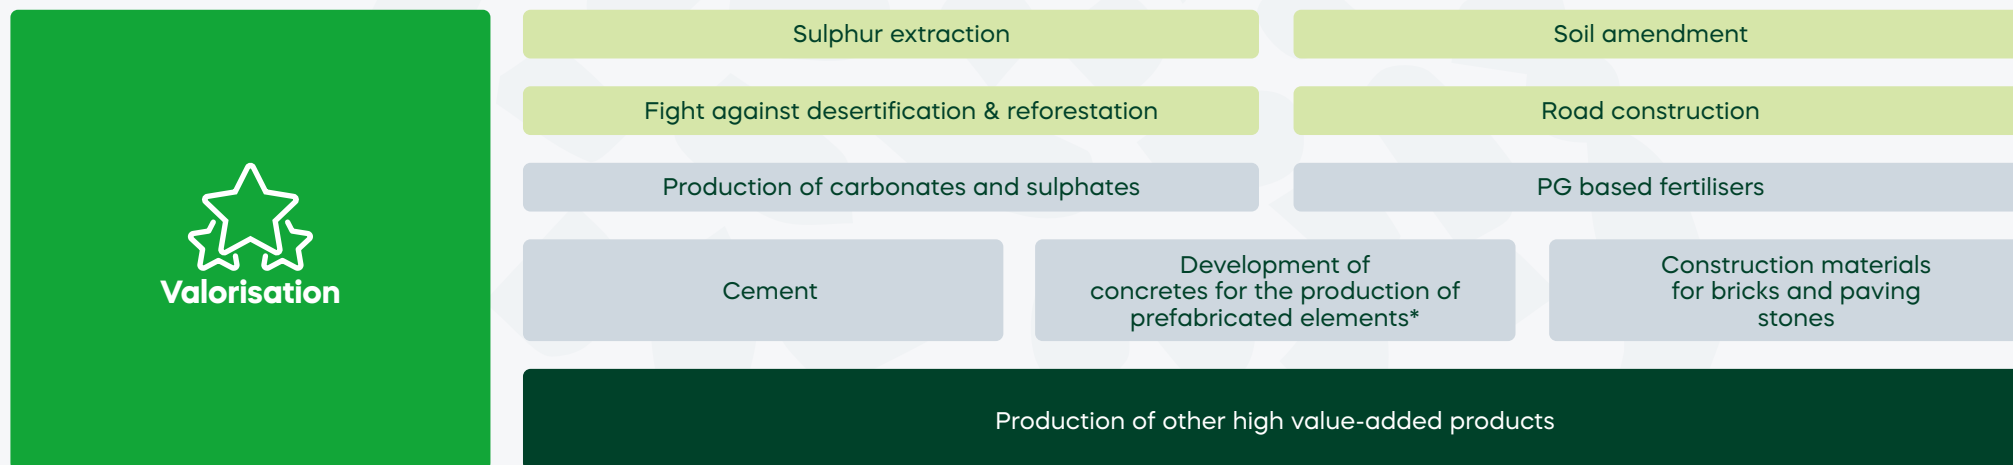 Valorisation
Sulphur extraction
Soil amendment
Fight against desertification & reforestation
Road construction
Production of carbonates and sulphates
PG based fertilisers
Cement
Development of
concretes for the production of
prefabricated elements*
Construction materials
for bricks and paving
stones
Production of other high value-added products